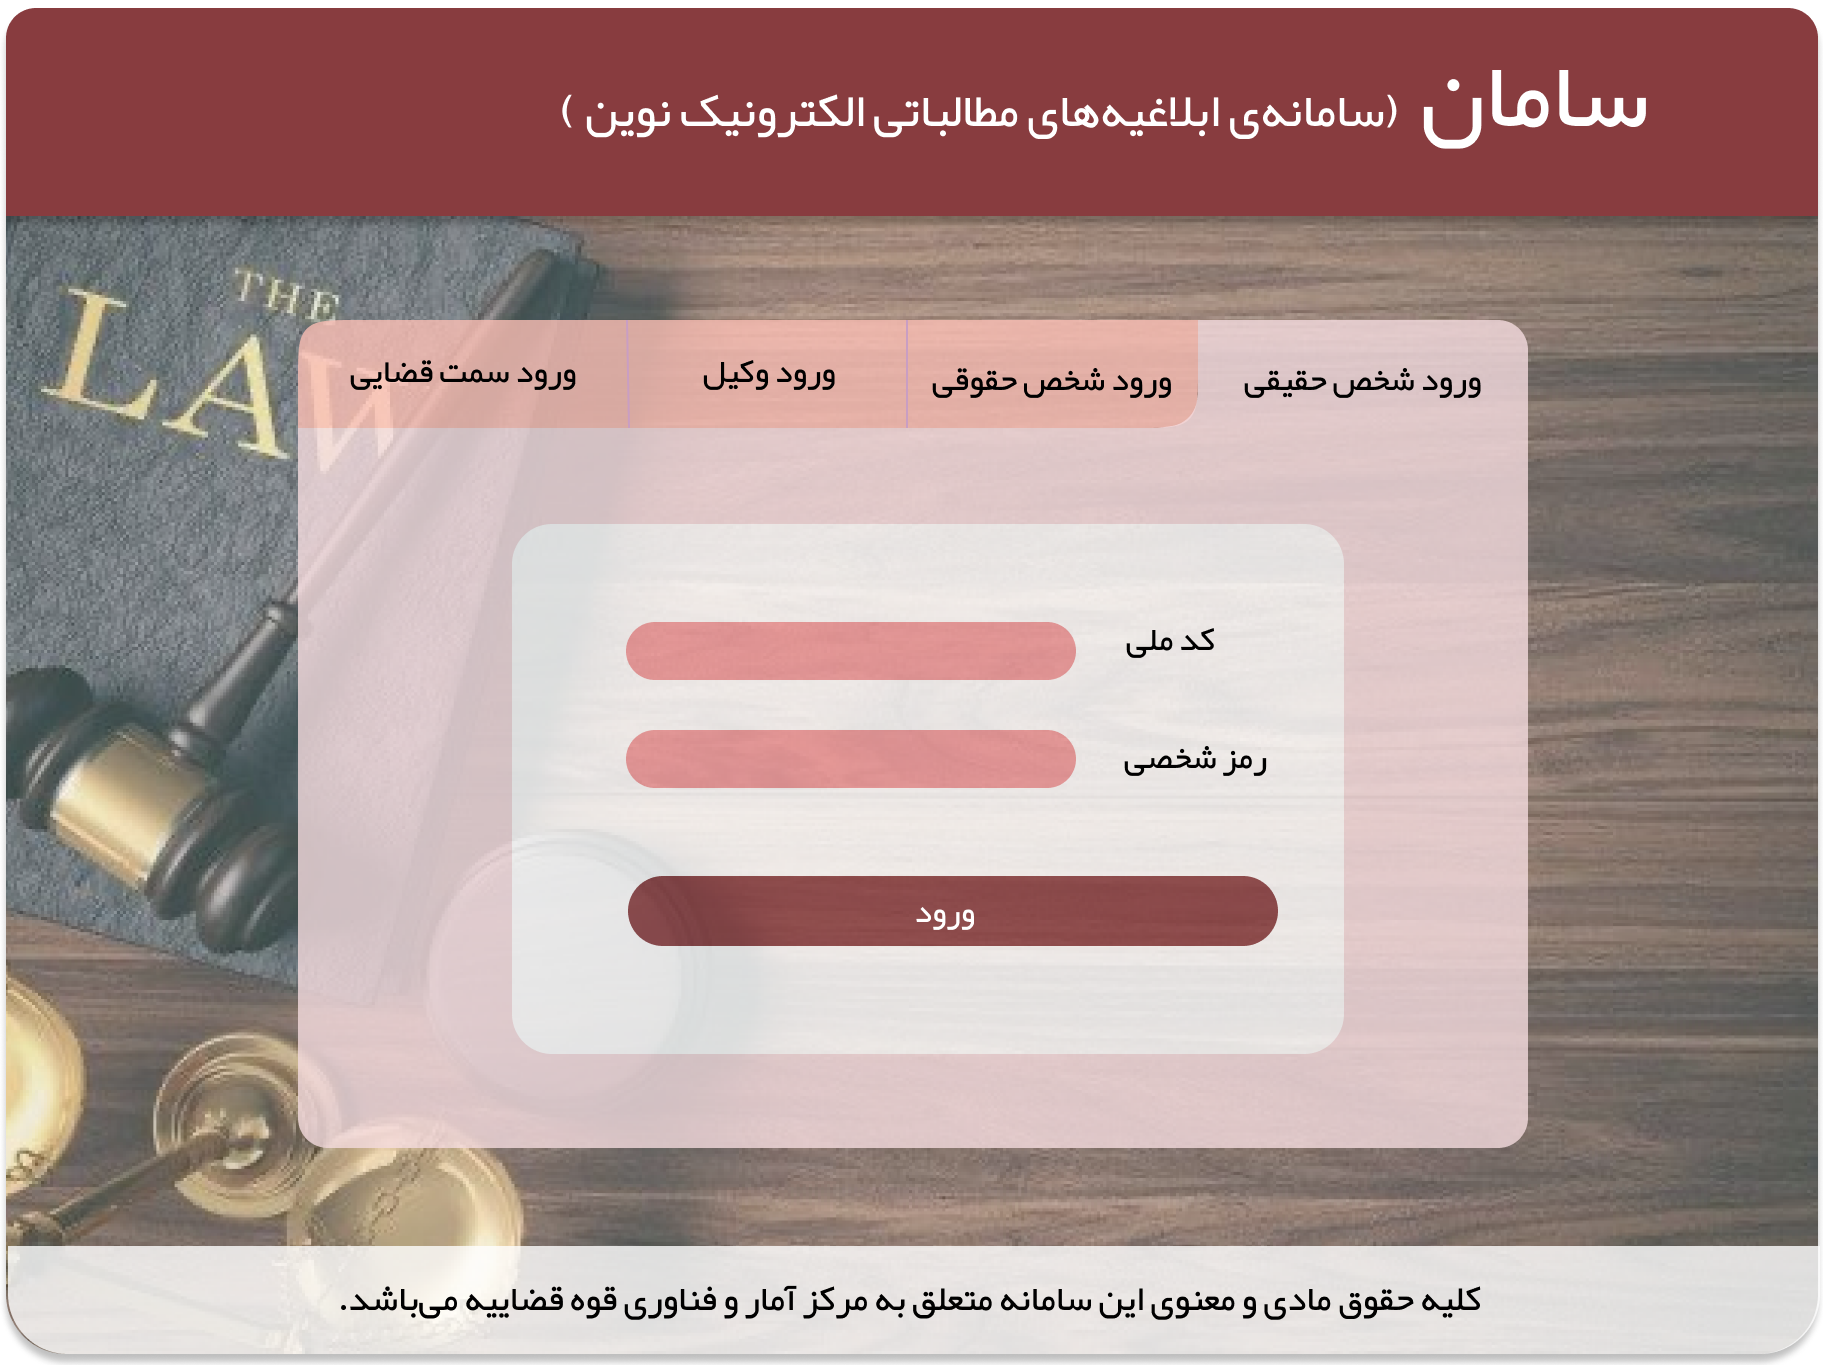 سامان (سامانه‌ی ابلاغیه‌های مطالباتی الکترونیک نوین )
THE
LAW
ورود شخص حقیقی
ورود شخص حقوقی
ورود وکیل
ورود سمت قضایی
کد ملی
رمز شخصی
ورود
کلیه حقوق مادی و معنوی این سامانه متعلق به مرکز آمار و فناوری قوه قضاییه می‌باشد.